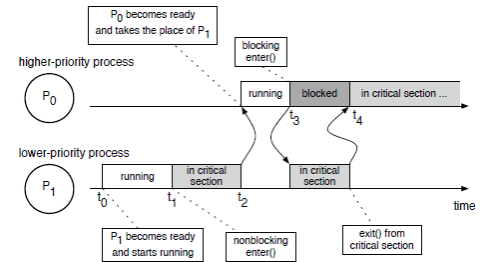 P0 becomes ready
and takes the place of P1
blocking
enter()
higher-priority process
P0
running
blocked
in critical section ...
t3
t4
lower-priority process
P1
running
in critical
section
in critical
section
t0
t1
t2
time
P1 becomes ready
and starts running
nonblocking
enter()
exit() from
critical section